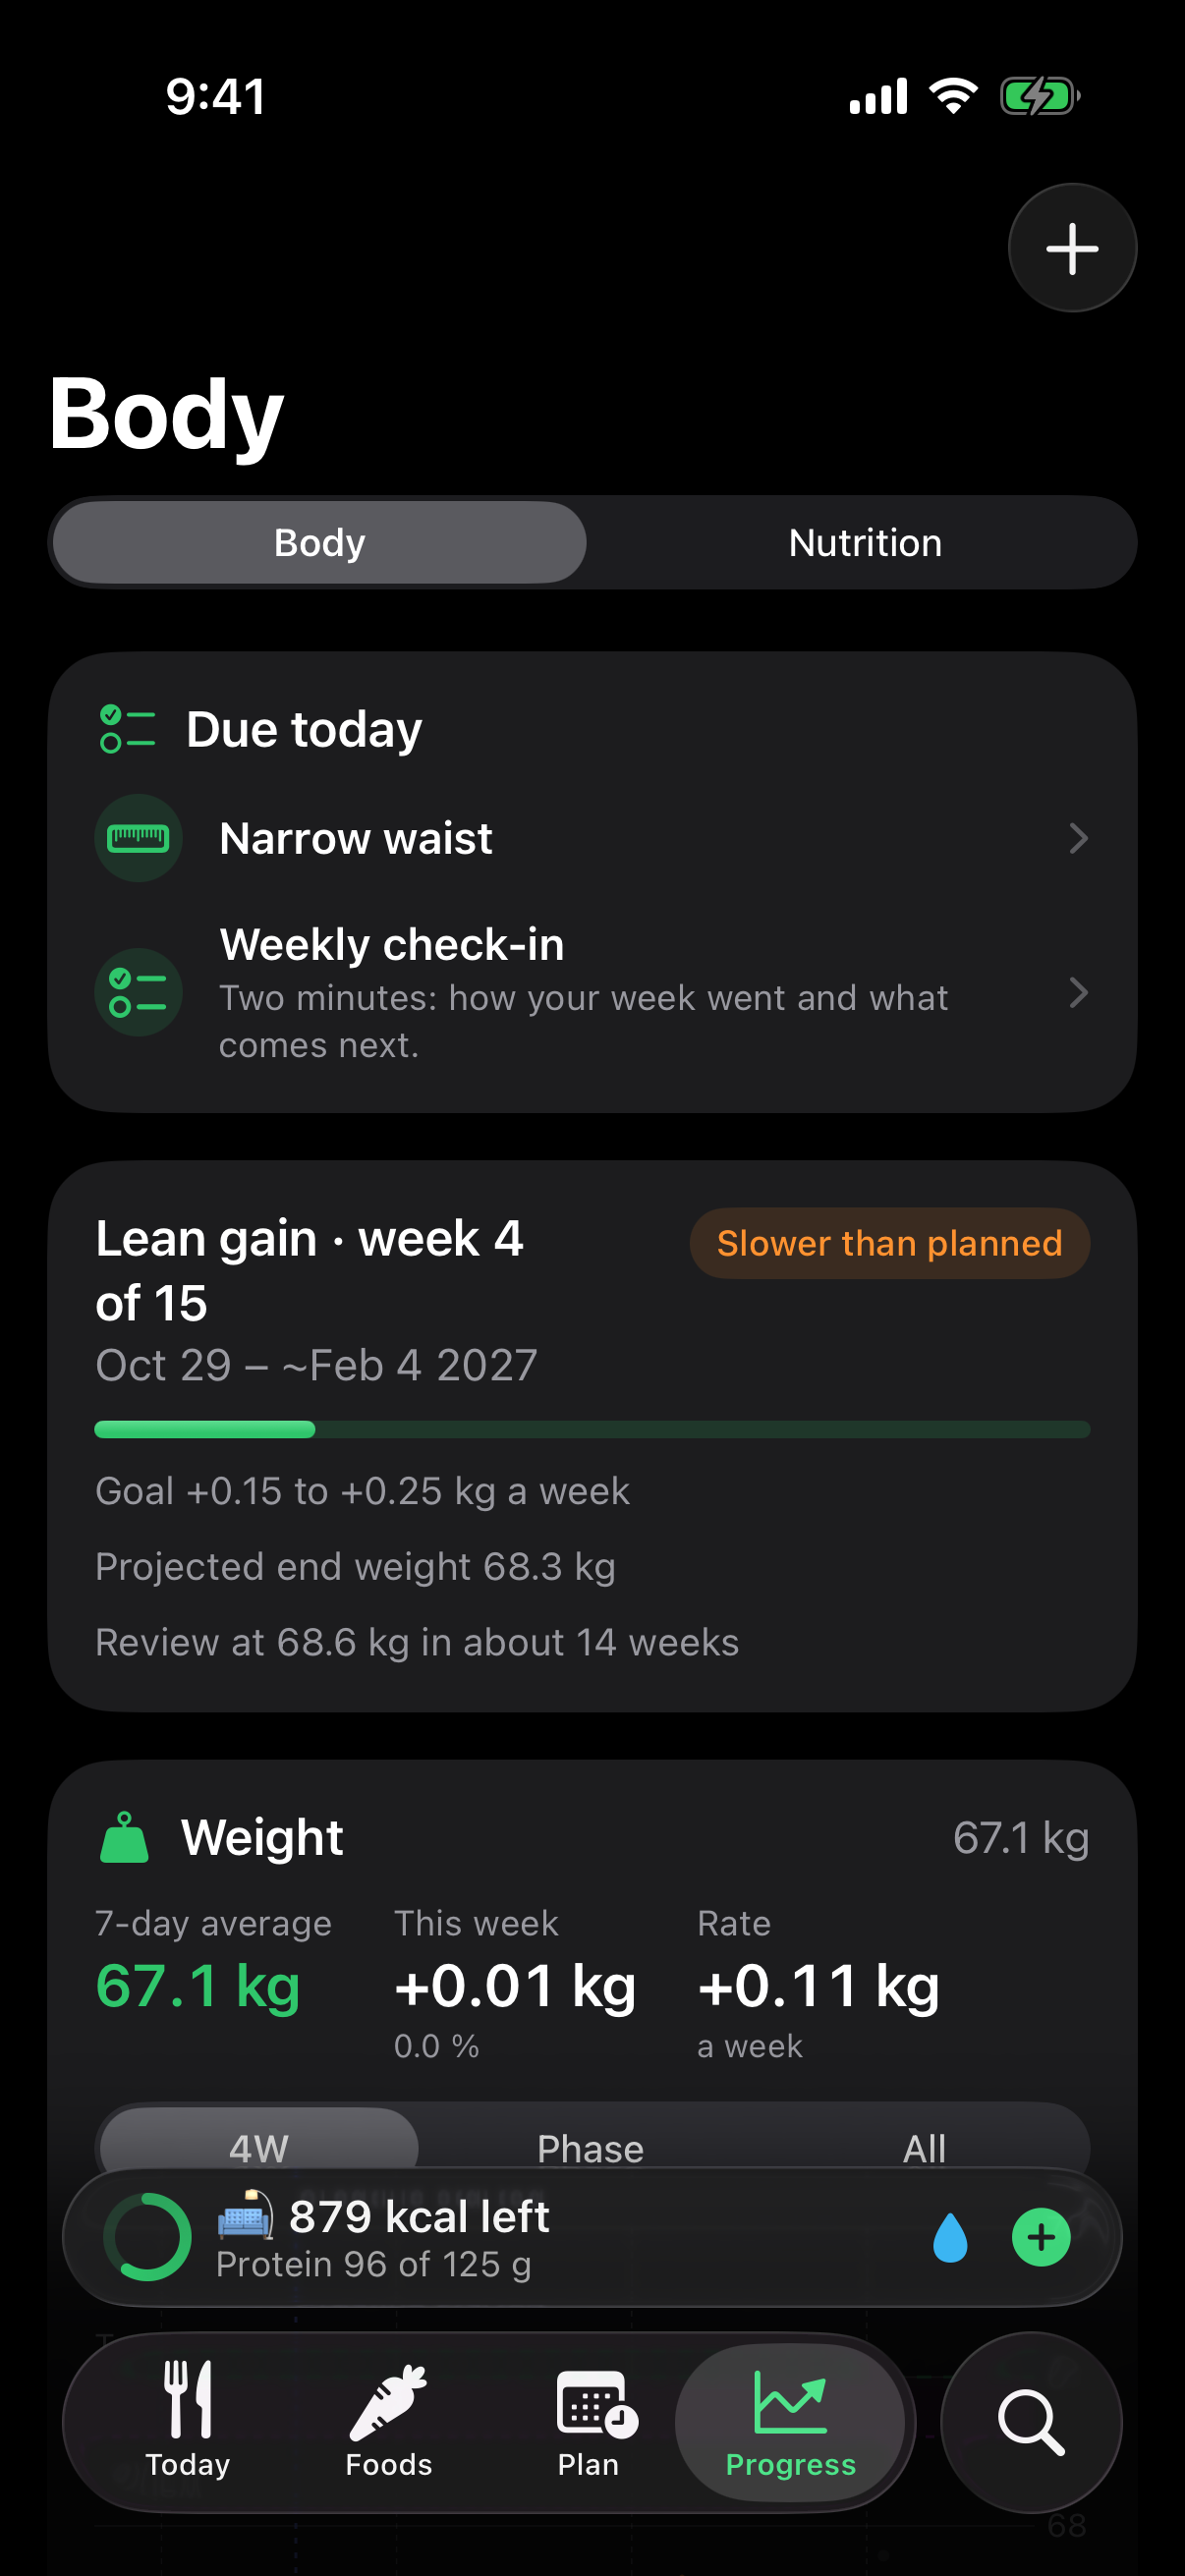 9:41
Body
Body
Nutrition
Due today
Narrow waist
Weekly check-in
Two minutes: how your week went and what
comes next.
Lean gain · week 4
of 15
Slower than planned
Oct 29 – ~Feb 4 2027
Goal +0.15 to +0.25 kg a week
Projected end weight 68.3 kg
Review at 68.6 kg in about 14 weeks
Weight
67.1 kg
7-day average
This week
Rate
67.1 kg
+0.01 kg
+0.11 kg
0.0 %
a week
4W
Phase
All
879 kcal left
Protein 96 of 125 g
Today
Foods
Plan
Progress
68